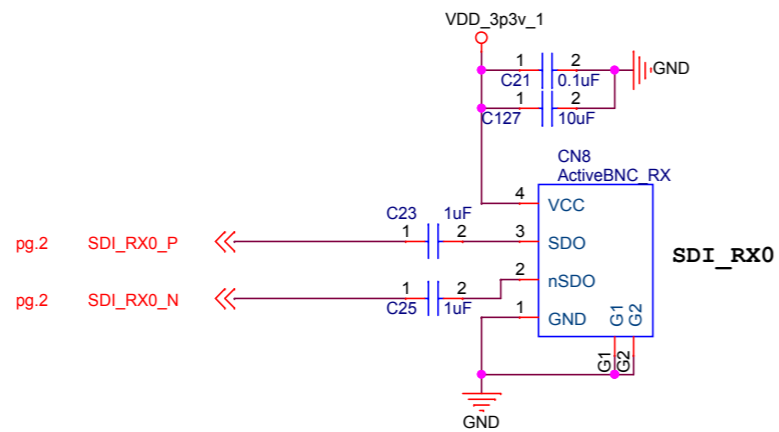 VDD_3p3v_1
1 2
C21 0.1uF
GND
1 2
C127 10uF
CN8
ActiveBNC_RX
4 VCC
C23 1uF
pg.2 SDI_RX0_P 1 2 3 SDO
SDI_RX0
2 nSDO
pg.2 SDI_RX0_N 1 2
C25 1uF
1 GND G1 G2
G1 G2
GND